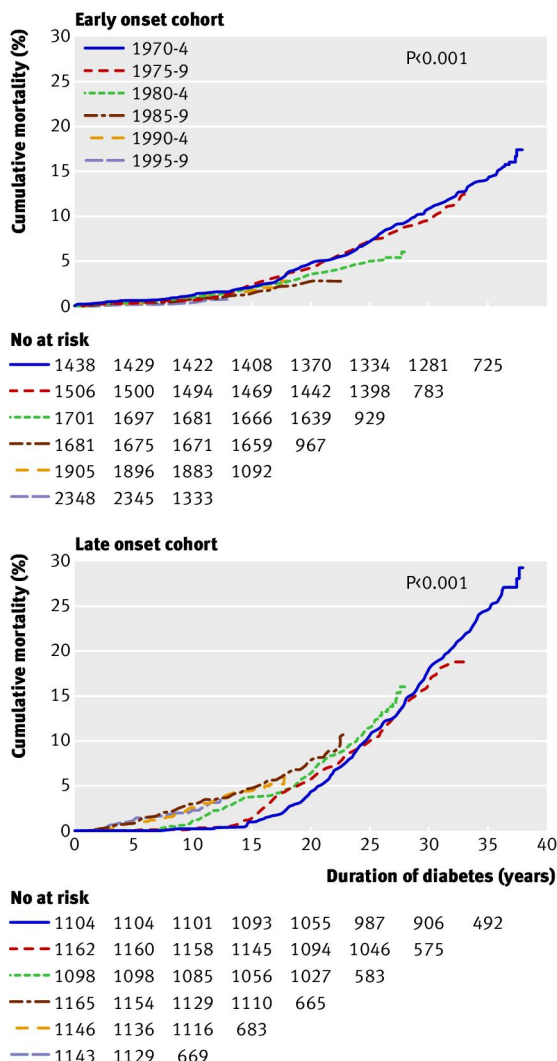 Early onset cohort
Cumulative mortality (%)
30
25
20
15
10
5
0
P<0.001
1970-4
1975-9
1980-4
1985-9
1990-4
1995-9
No at risk
1438 1429 1422 1408 1370 1334 1281 725
1506 1500 1494 1469 1442 1398 783
1701 1697 1681 1666 1639 929
1681 1675 1671 1659 967
1905 1896 1883 1092
2348 2345 1333
Late onset cohort
Cumulative mortality (%)
30
25
20
15
10
5
0
P<0.001
0 5 10 15 20 25 30 35 40
Duration of diabetes (years)
No at risk
1104 1104 1101 1093 1055 987 906 492
1162 1160 1158 1145 1094 1046 575
1098 1098 1085 1056 1027 583
1165 1154 1129 1110 665
1146 1136 1116 683
1143 1129 669